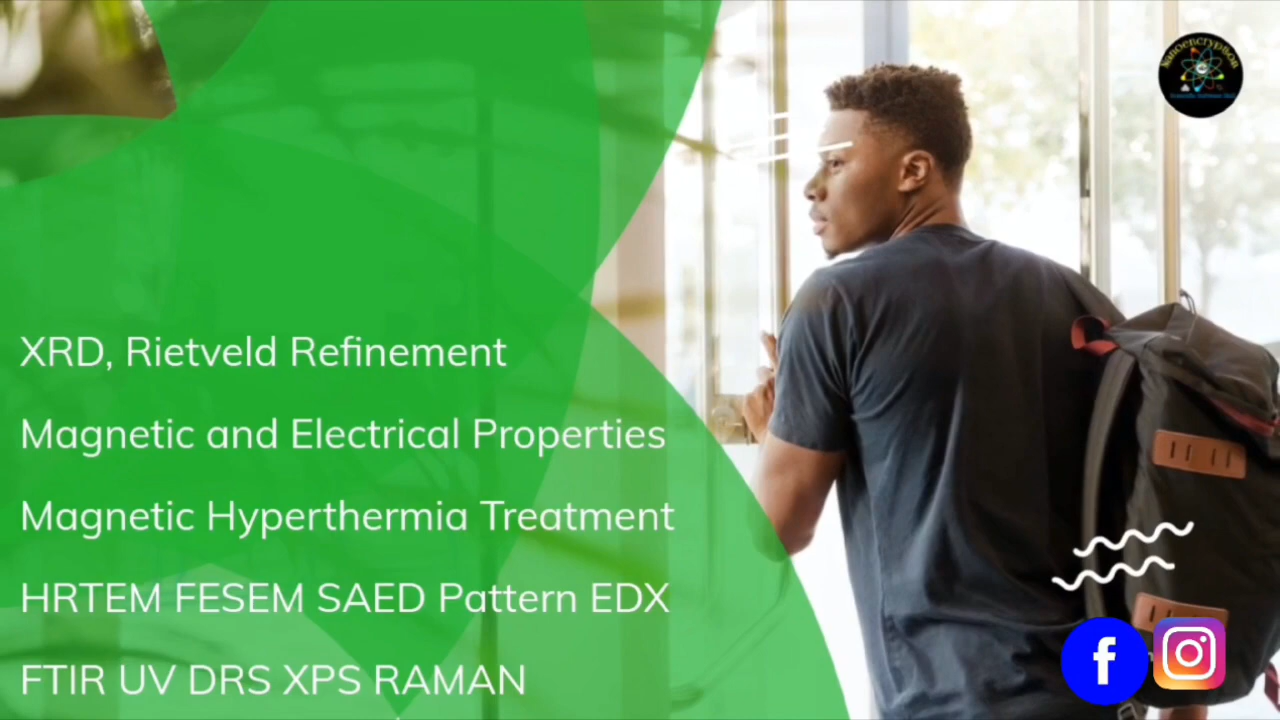 Nanoencryption
XRD, Rietveld Refinement
Magnetic and Electrical Properties
Magnetic Hyperthermia Treatment
HRTEM FESEM SAED Pattern EDX
FTIR UV DRS XPS RAMAN